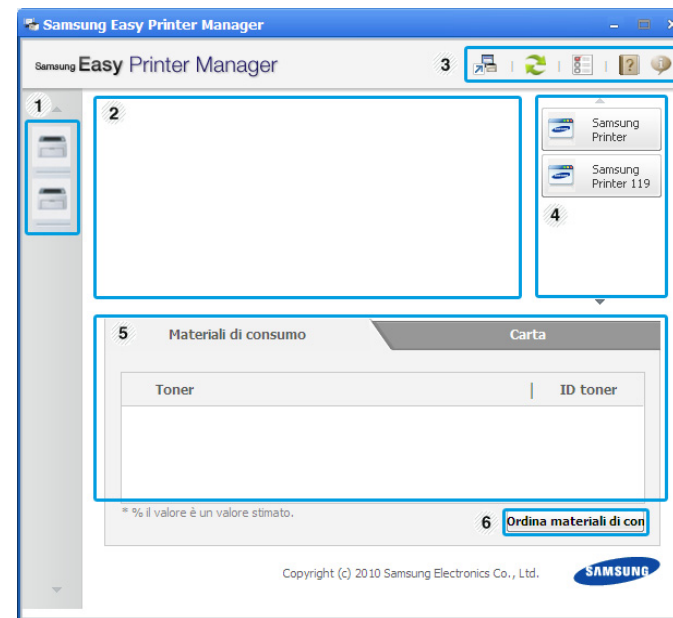 Samsung Easy Printer Manager
Samsung Easy Printer Manager
3
1
2
Samsung
Printer
Samsung
Printer 119
4
5
Materiali di consumo
Carta
Toner
ID toner
* % il valore è un valore stimato.
6
Ordina materiali di con
Copyright (c) 2010 Samsung Electronics Co., Ltd.
SAMSUNG